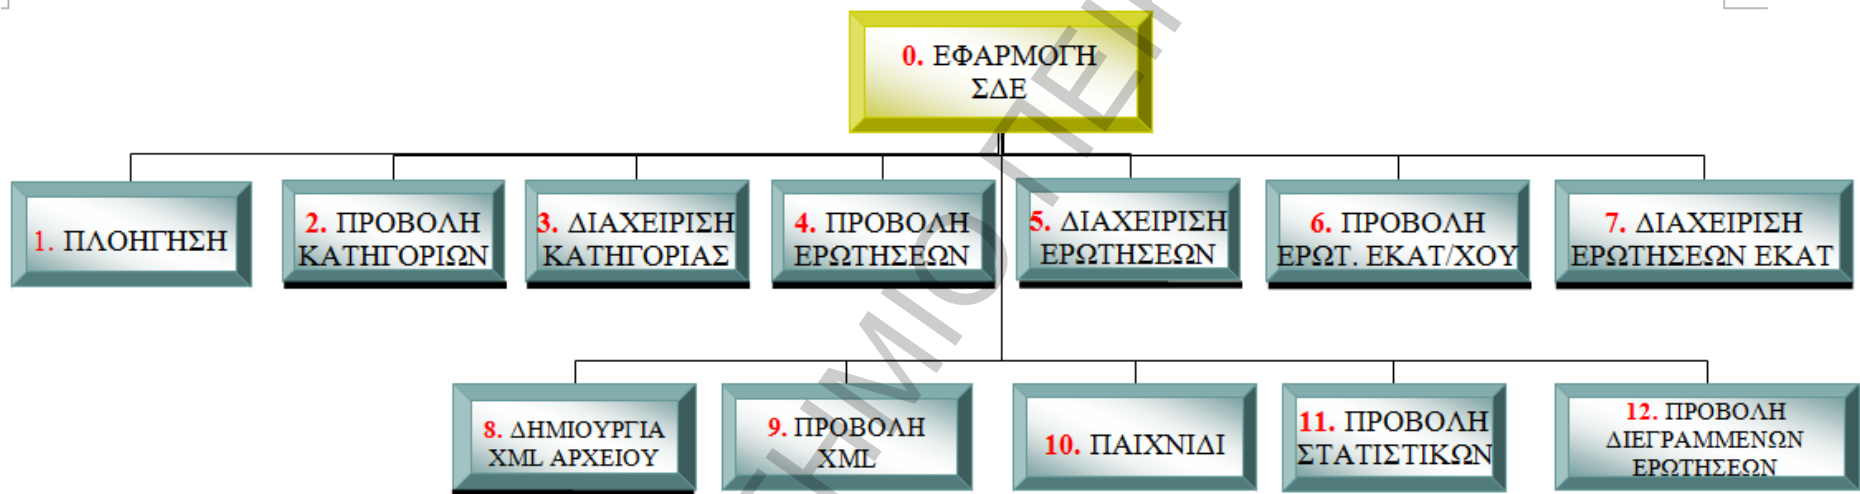 0. ΕΦΑΡΜΟΓΗ
ΣΔΕ
1. ΠΛΟΗΓΗΣΗ
2. ΠΡΟΒΟΛΗ
ΚΑΤΗΓΟΡΙΩΝ
3. ΔΙΑΧΕΙΡΙΣΗ
ΚΑΤΗΓΟΡΙΑΣ
4. ΠΡΟΒΟΛΗ
ΕΡΩΤΗΣΕΩΝ
5. ΔΙΑΧΕΙΡΙΣΗ
ΕΡΩΤΗΣΕΩΝ
6. ΠΡΟΒΟΛΗ
ΕΡΩΤ. ΕΚΑΤ/ΧΟΥ
7. ΔΙΑΧΕΙΡΙΣΗ
ΕΡΩΤΗΣΕΩΝ ΕΚΑΤ
8. ΔΗΜΙΟΥΡΓΙΑ
XML ΑΡΧΕΙΟΥ
9. ΠΡΟΒΟΛΗ
XML
10. ΠΑΙΧΝΙΔΙ
11. ΠΡΟΒΟΛΗ
ΣΤΑΤΙΣΤΙΚΩΝ
12. ΠΡΟΒΟΛΗ
ΔΙΕΓΡΑΜΜΕΝΩΝ
ΕΡΩΤΗΣΕΩΝ